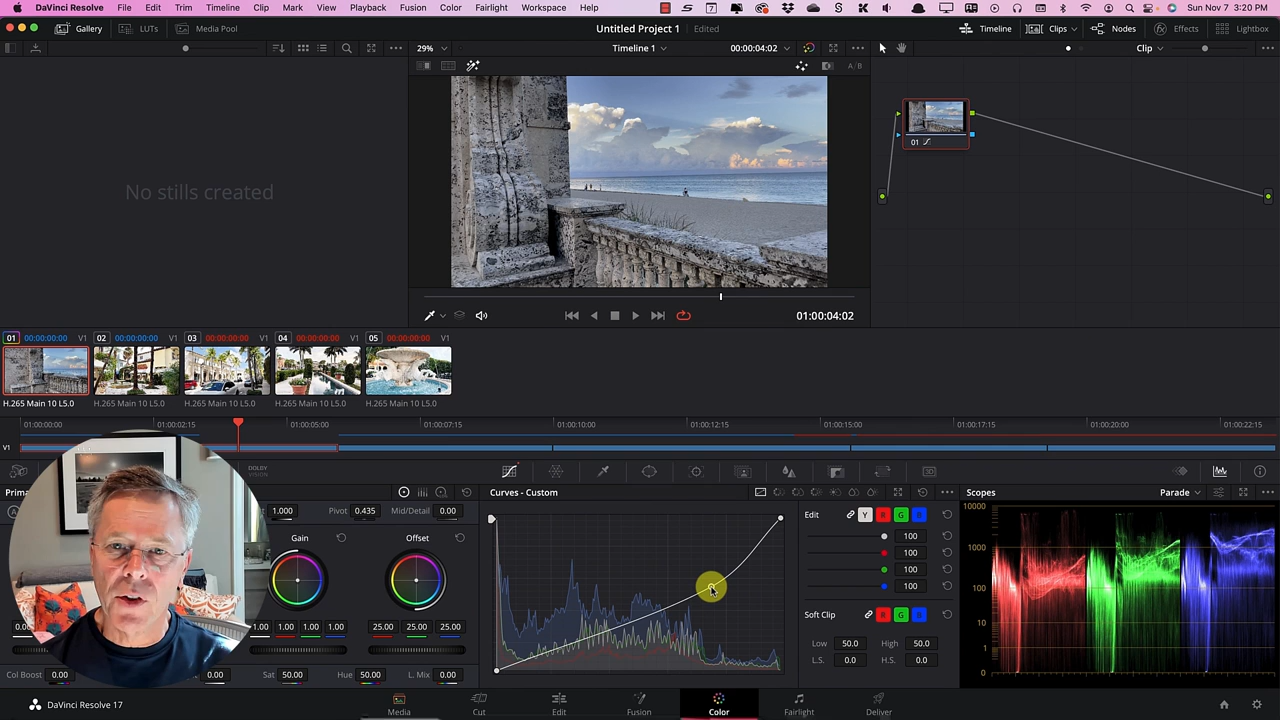 DaVinci Resolve File Edit Trim Timeline Clip Mark View Playback Fusion Color Fairlight Workspace Help Sun Nov 7 3:20 PM
Gallery LUTs Media Pool Untitled Project 1 Edited Timeline Clips Nodes Effects Lightbox
29% Timeline 1 00:00:04:02 Clip
A/B
01
No stills created
01:00:04:02
01 00:00:00:00 V1 02 00:00:00:00 V1 03 00:00:00:00 V1 04 00:00:00:00 V1 05 00:00:00:00 V1
H.265 Main 10 L5.0 H.265 Main 10 L5.0 H.265 Main 10 L5.0 H.265 Main 10 L5.0 H.265 Main 10 L5.0
01:00:00:00 01:00:02:15 01:00:05:00 01:00:07:15 01:00:10:00 01:00:12:15 01:00:15:00 01:00:17:15 01:00:20:00 01:00:22:15
V1
DOLBY
VISION
3D
Curves - Custom Scopes Parade
1.000 Pivot 0.435 Mid/Detail 0.00
Edit Y R G B
Gain Offset
100
100
100
100
Soft Clip R G B
1.00 1.00 1.00 25.00 25.00 25.00
Low 50.0 High 50.0
L.S. 0.0 H.S. 0.0
Col Boost 0.00 0.00 Sat 50.00 Hue 50.00 L. Mix 0.00
1000
100
10
1
0
DaVinci Resolve 17 Media Cut Edit Fusion Color Fairlight Deliver